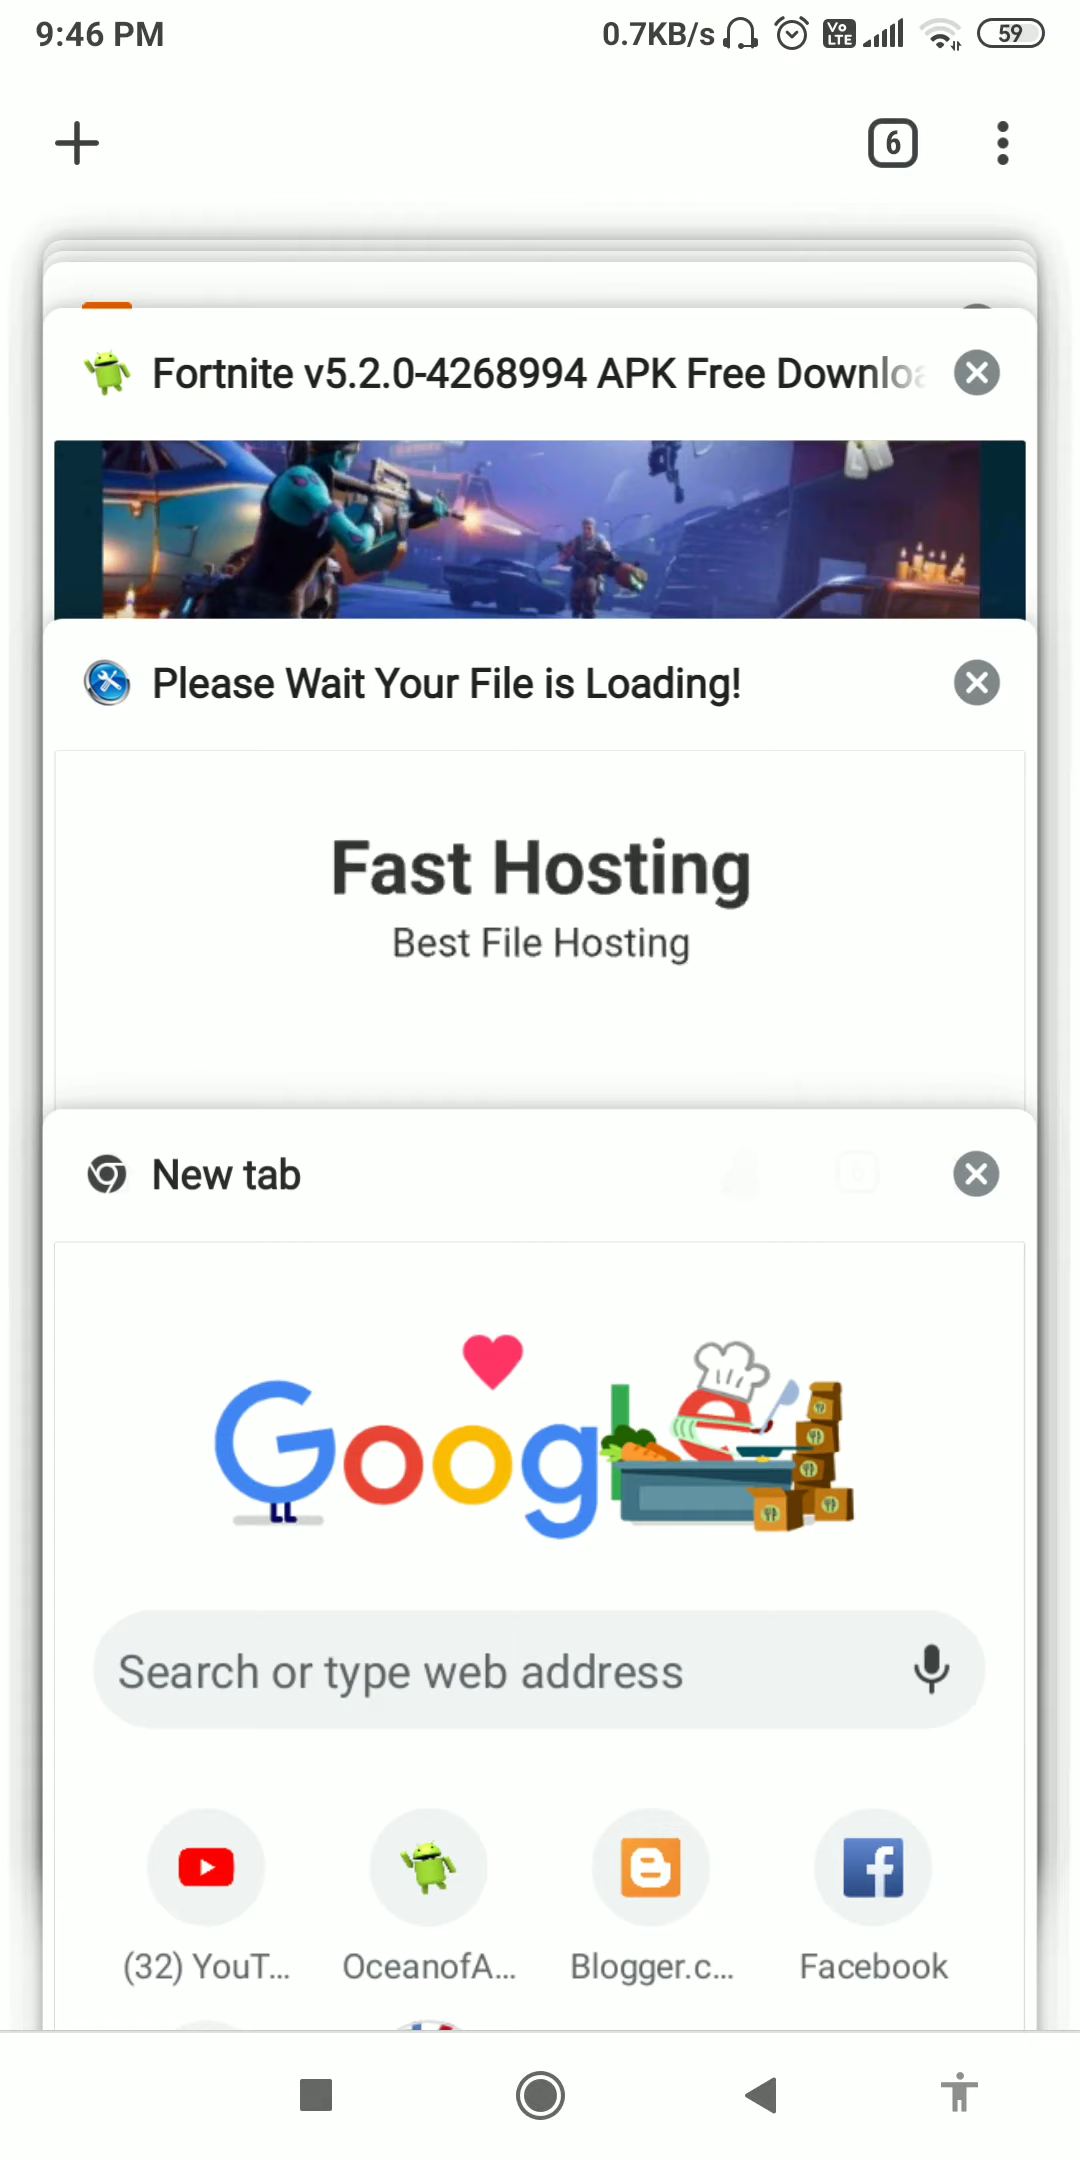 9:46 PM
0.7KB/s
Vo
LTE
59
6
Fortnite v5.2.0-4268994 APK Free Downloa
Please Wait Your File is Loading!
Fast Hosting
Best File Hosting
New tab
Google
Search or type web address
(32) YouT...
OceanofA...
Blogger.c...
Facebook